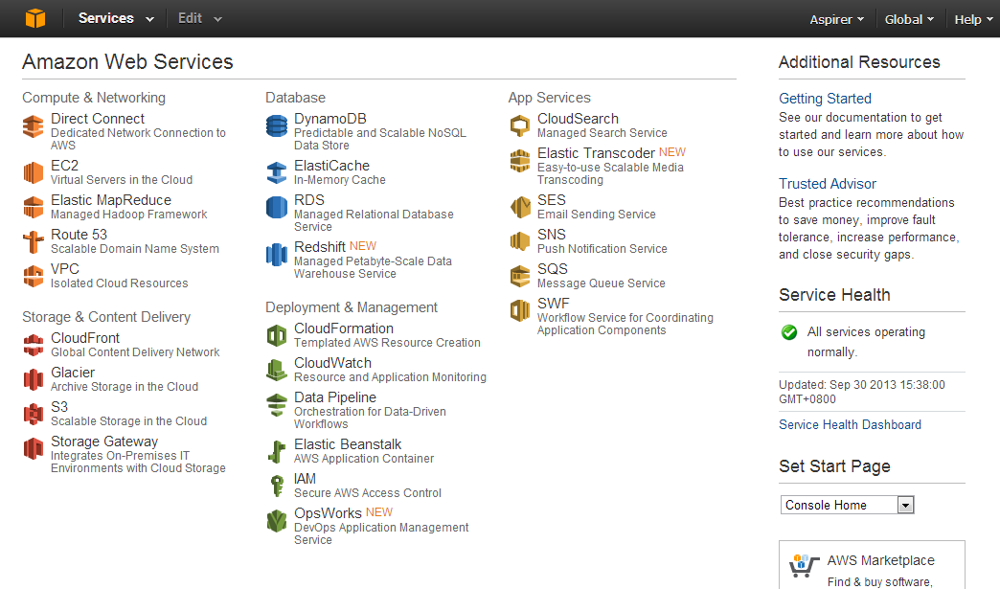 Services Edit Aspirer Global Help
Amazon Web Services
Compute & Networking
Direct Connect
Dedicated Network Connection to
AWS
EC2
Virtual Servers in the Cloud
Elastic MapReduce
Managed Hadoop Framework
Route 53
Scalable Domain Name System
VPC
Isolated Cloud Resources
Storage & Content Delivery
CloudFront
Global Content Delivery Network
Glacier
Archive Storage in the Cloud
S3
Scalable Storage in the Cloud
Storage Gateway
Integrates On-Premises IT
Environments with Cloud Storage
Database
DynamoDB
Predictable and Scalable NoSQL
Data Store
ElastiCache
In-Memory Cache
RDS
Managed Relational Database
Service
Redshift NEW
Managed Petabyte-Scale Data
Warehouse Service
Deployment & Management
CloudFormation
Templated AWS Resource Creation
CloudWatch
Resource and Application Monitoring
Data Pipeline
Orchestration for Data-Driven
Workflows
Elastic Beanstalk
AWS Application Container
IAM
Secure AWS Access Control
OpsWorks NEW
DevOps Application Management
Service
App Services
CloudSearch
Managed Search Service
Elastic Transcoder NEW
Easy-to-use Scalable Media
Transcoding
SES
Email Sending Service
SNS
Push Notification Service
SQS
Message Queue Service
SWF
Workflow Service for Coordinating
Application Components
Additional Resources
Getting Started
See our documentation to get
started and learn more about how
to use our services.
Trusted Advisor
Best practice recommendations
to save money, improve fault
tolerance, increase performance,
and close security gaps.
Service Health
All services operating
normally.
Updated: Sep 30 2013 15:38:00
GMT+0800
Service Health Dashboard
Set Start Page
Console Home
AWS Marketplace
Find & buy software,